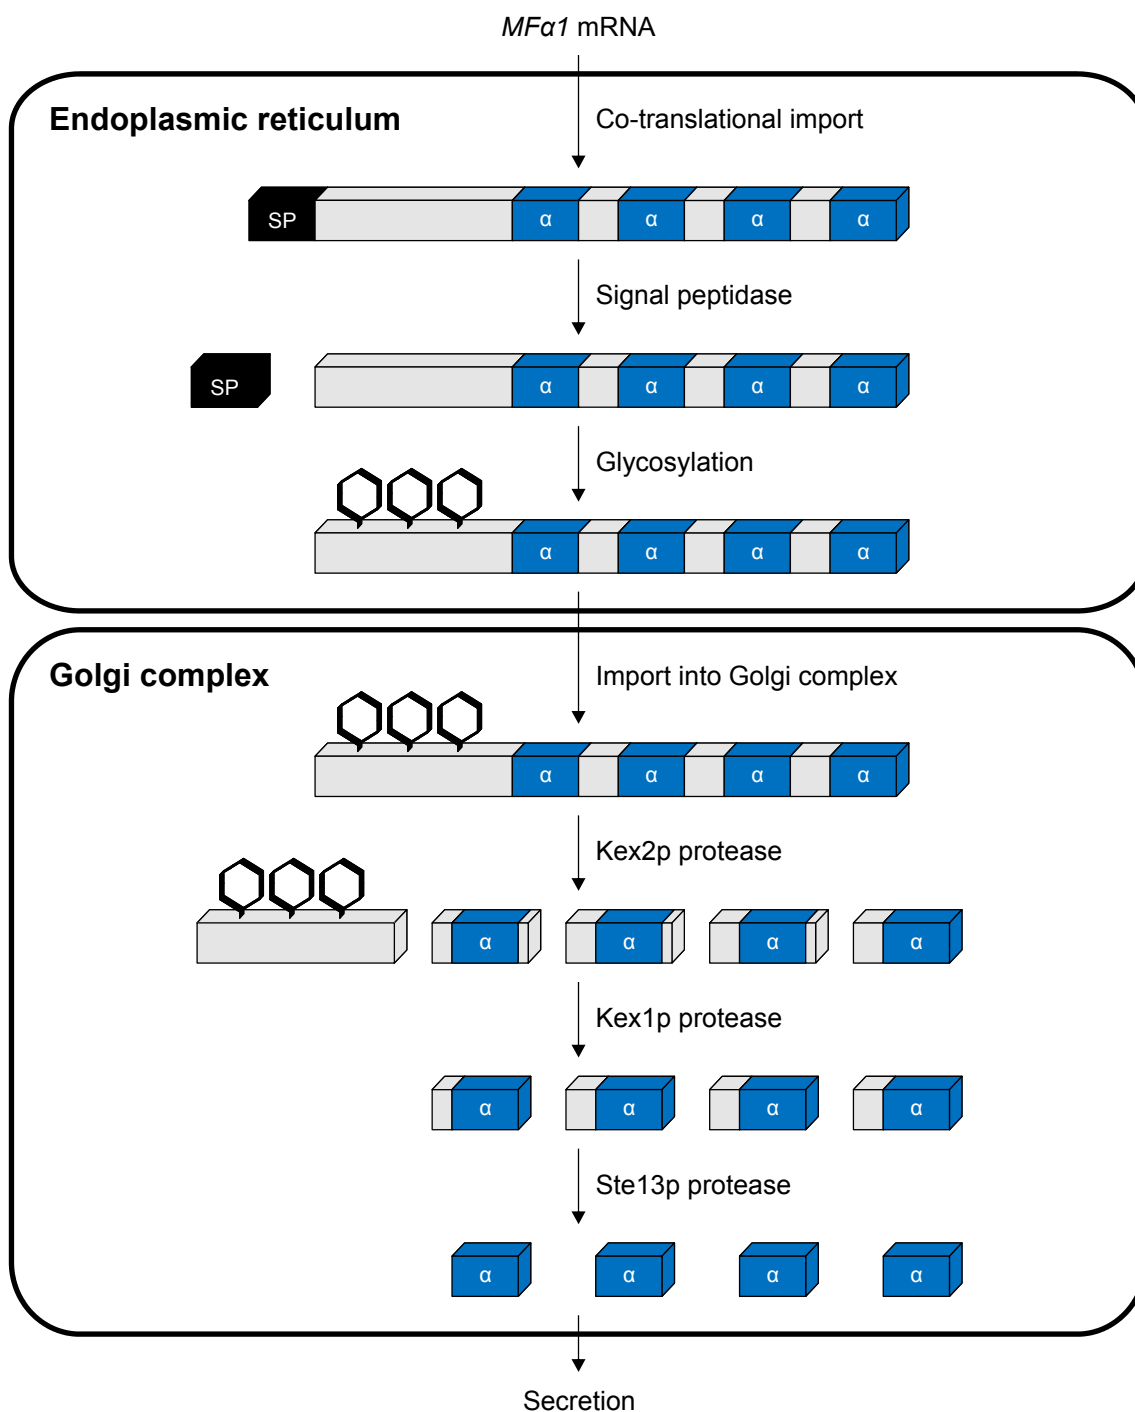 MFα1 mRNA
Endoplasmic reticulum
Co-translational import
SP α α α α
Signal peptidase
SP α α α α
Glycosylation
α α α α
Golgi complex
Import into Golgi complex
α α α α
Kex2p protease
α α α α
Kex1p protease
α α α α
Ste13p protease
α α α α
Secretion